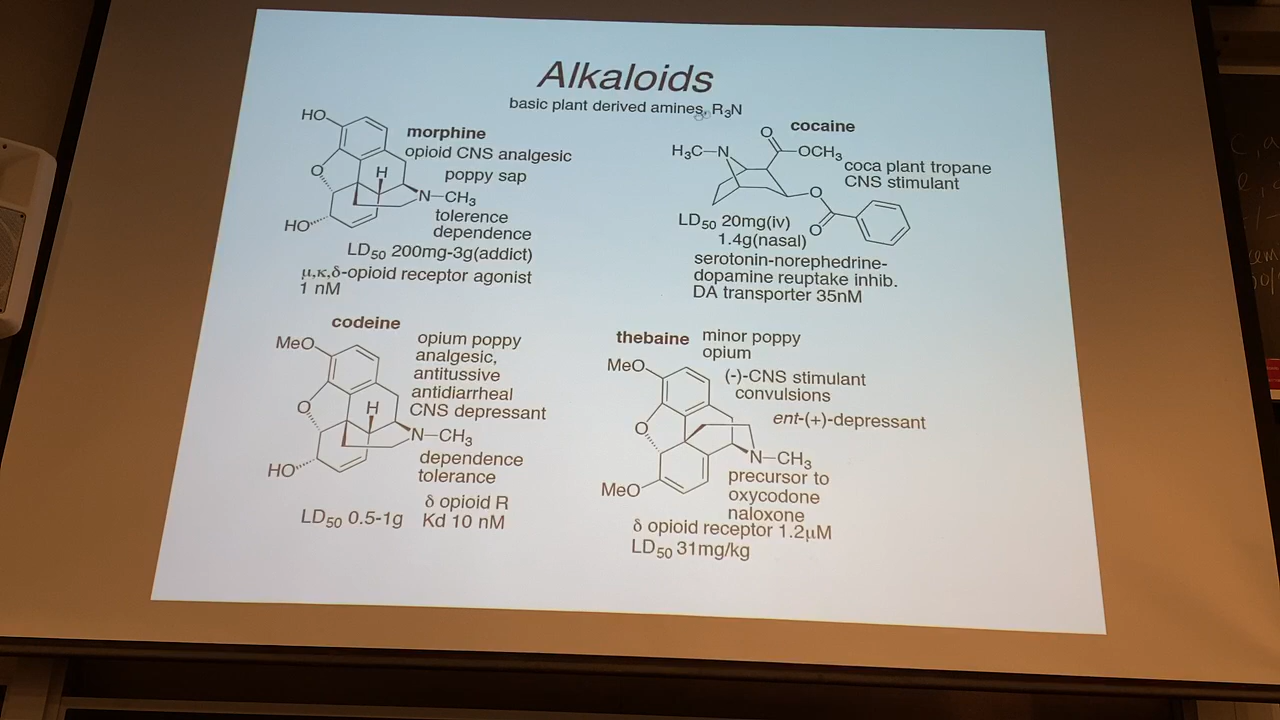 Alkaloids
basic plant derived amines, R3N
HO
morphine
opioid CNS analgesic
poppy sap
O
H
N—CH3
HO
tolerence
dependence
LD50 200mg-3g(addict)
μ,κ,δ-opioid receptor agonist
1 nM
O
cocaine
H3C—N
OCH3
coca plant tropane
CNS stimulant
O
O
LD50 20mg(iv)
1.4g(nasal)
serotonin-norephedrine-
dopamine reuptake inhib.
DA transporter 35nM
codeine
MeO
opium poppy
analgesic,
antitussive
antidiarrheal
CNS depressant
O
H
N—CH3
HO
dependence
tolerance
δ opioid R
LD50 0.5-1g Kd 10 nM
thebaine
minor poppy
opium
MeO
(-)-CNS stimulant
convulsions
ent-(+)-depressant
O
N—CH3
MeO
precursor to
oxycodone
naloxone
δ opioid receptor 1.2μM
LD50 31mg/kg